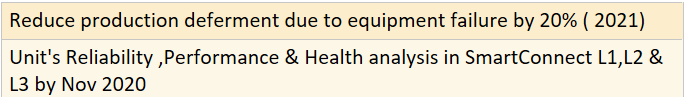 Reduce production deferment due to equipment failure by 20% ( 2021)
Unit's Reliability ,Performance & Health analysis in SmartConnect L1,L2 &
L3 by Nov 2020